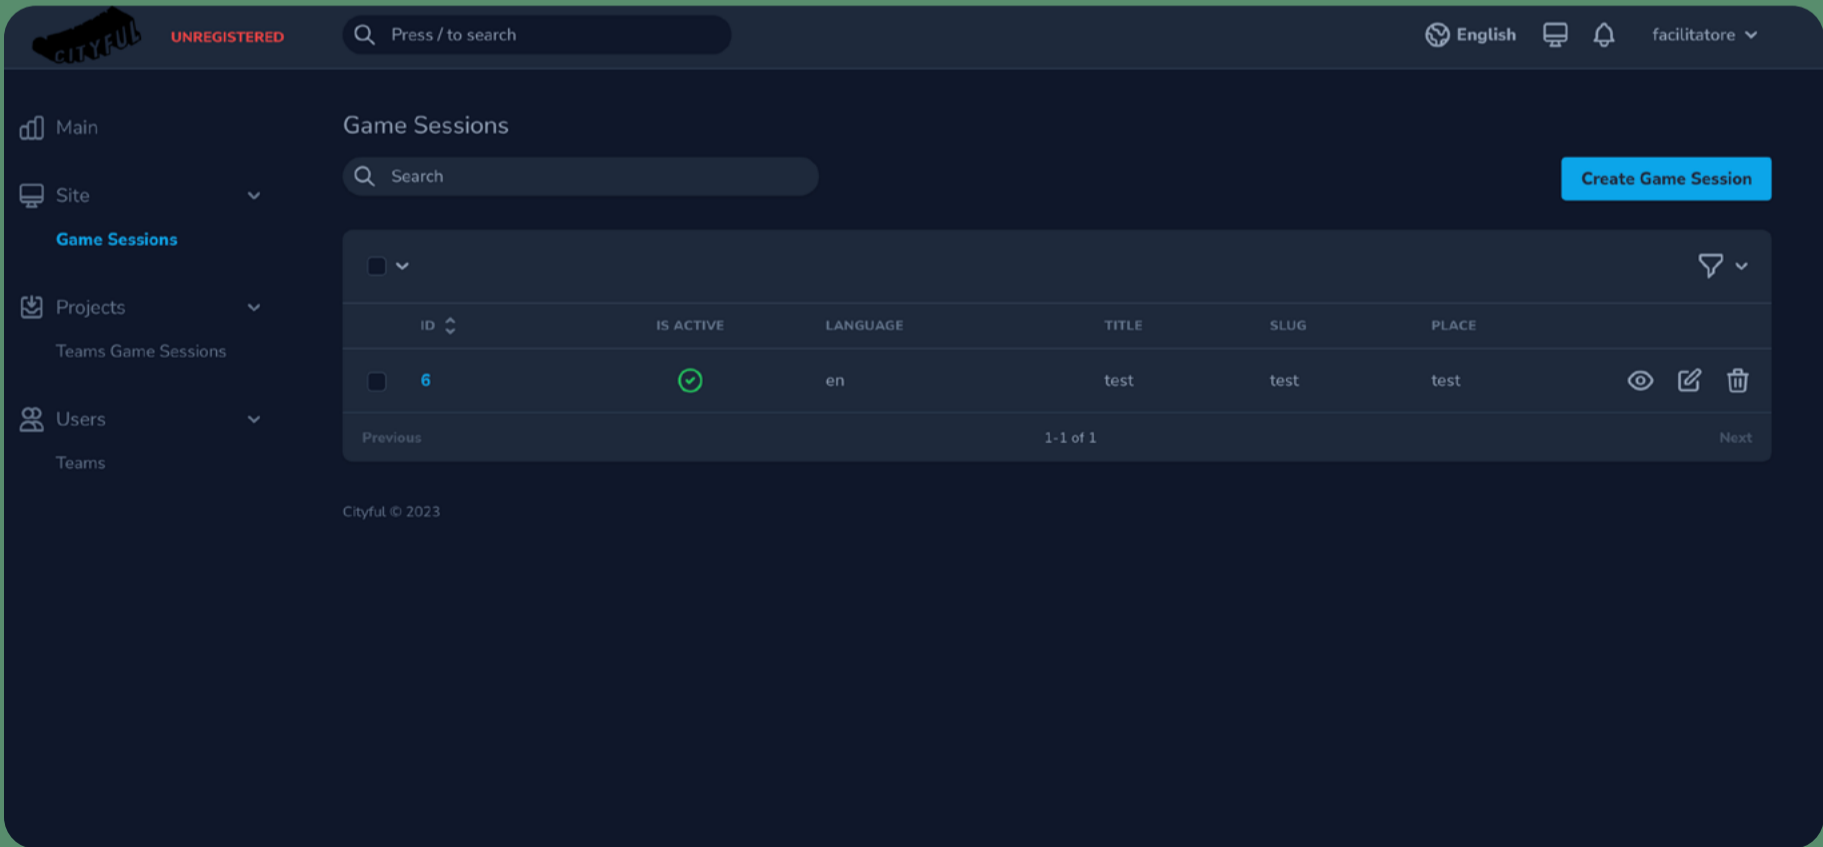 CITYFUL
UNREGISTERED
Press / to search
English
facilitatore
Main
Site
Game Sessions
Projects
Teams Game Sessions
Users
Teams
Game Sessions
Search
Create Game Session
ID IS ACTIVE LANGUAGE TITLE SLUG PLACE
6 en test test test
Previous 1-1 of 1 Next
Cityful © 2023